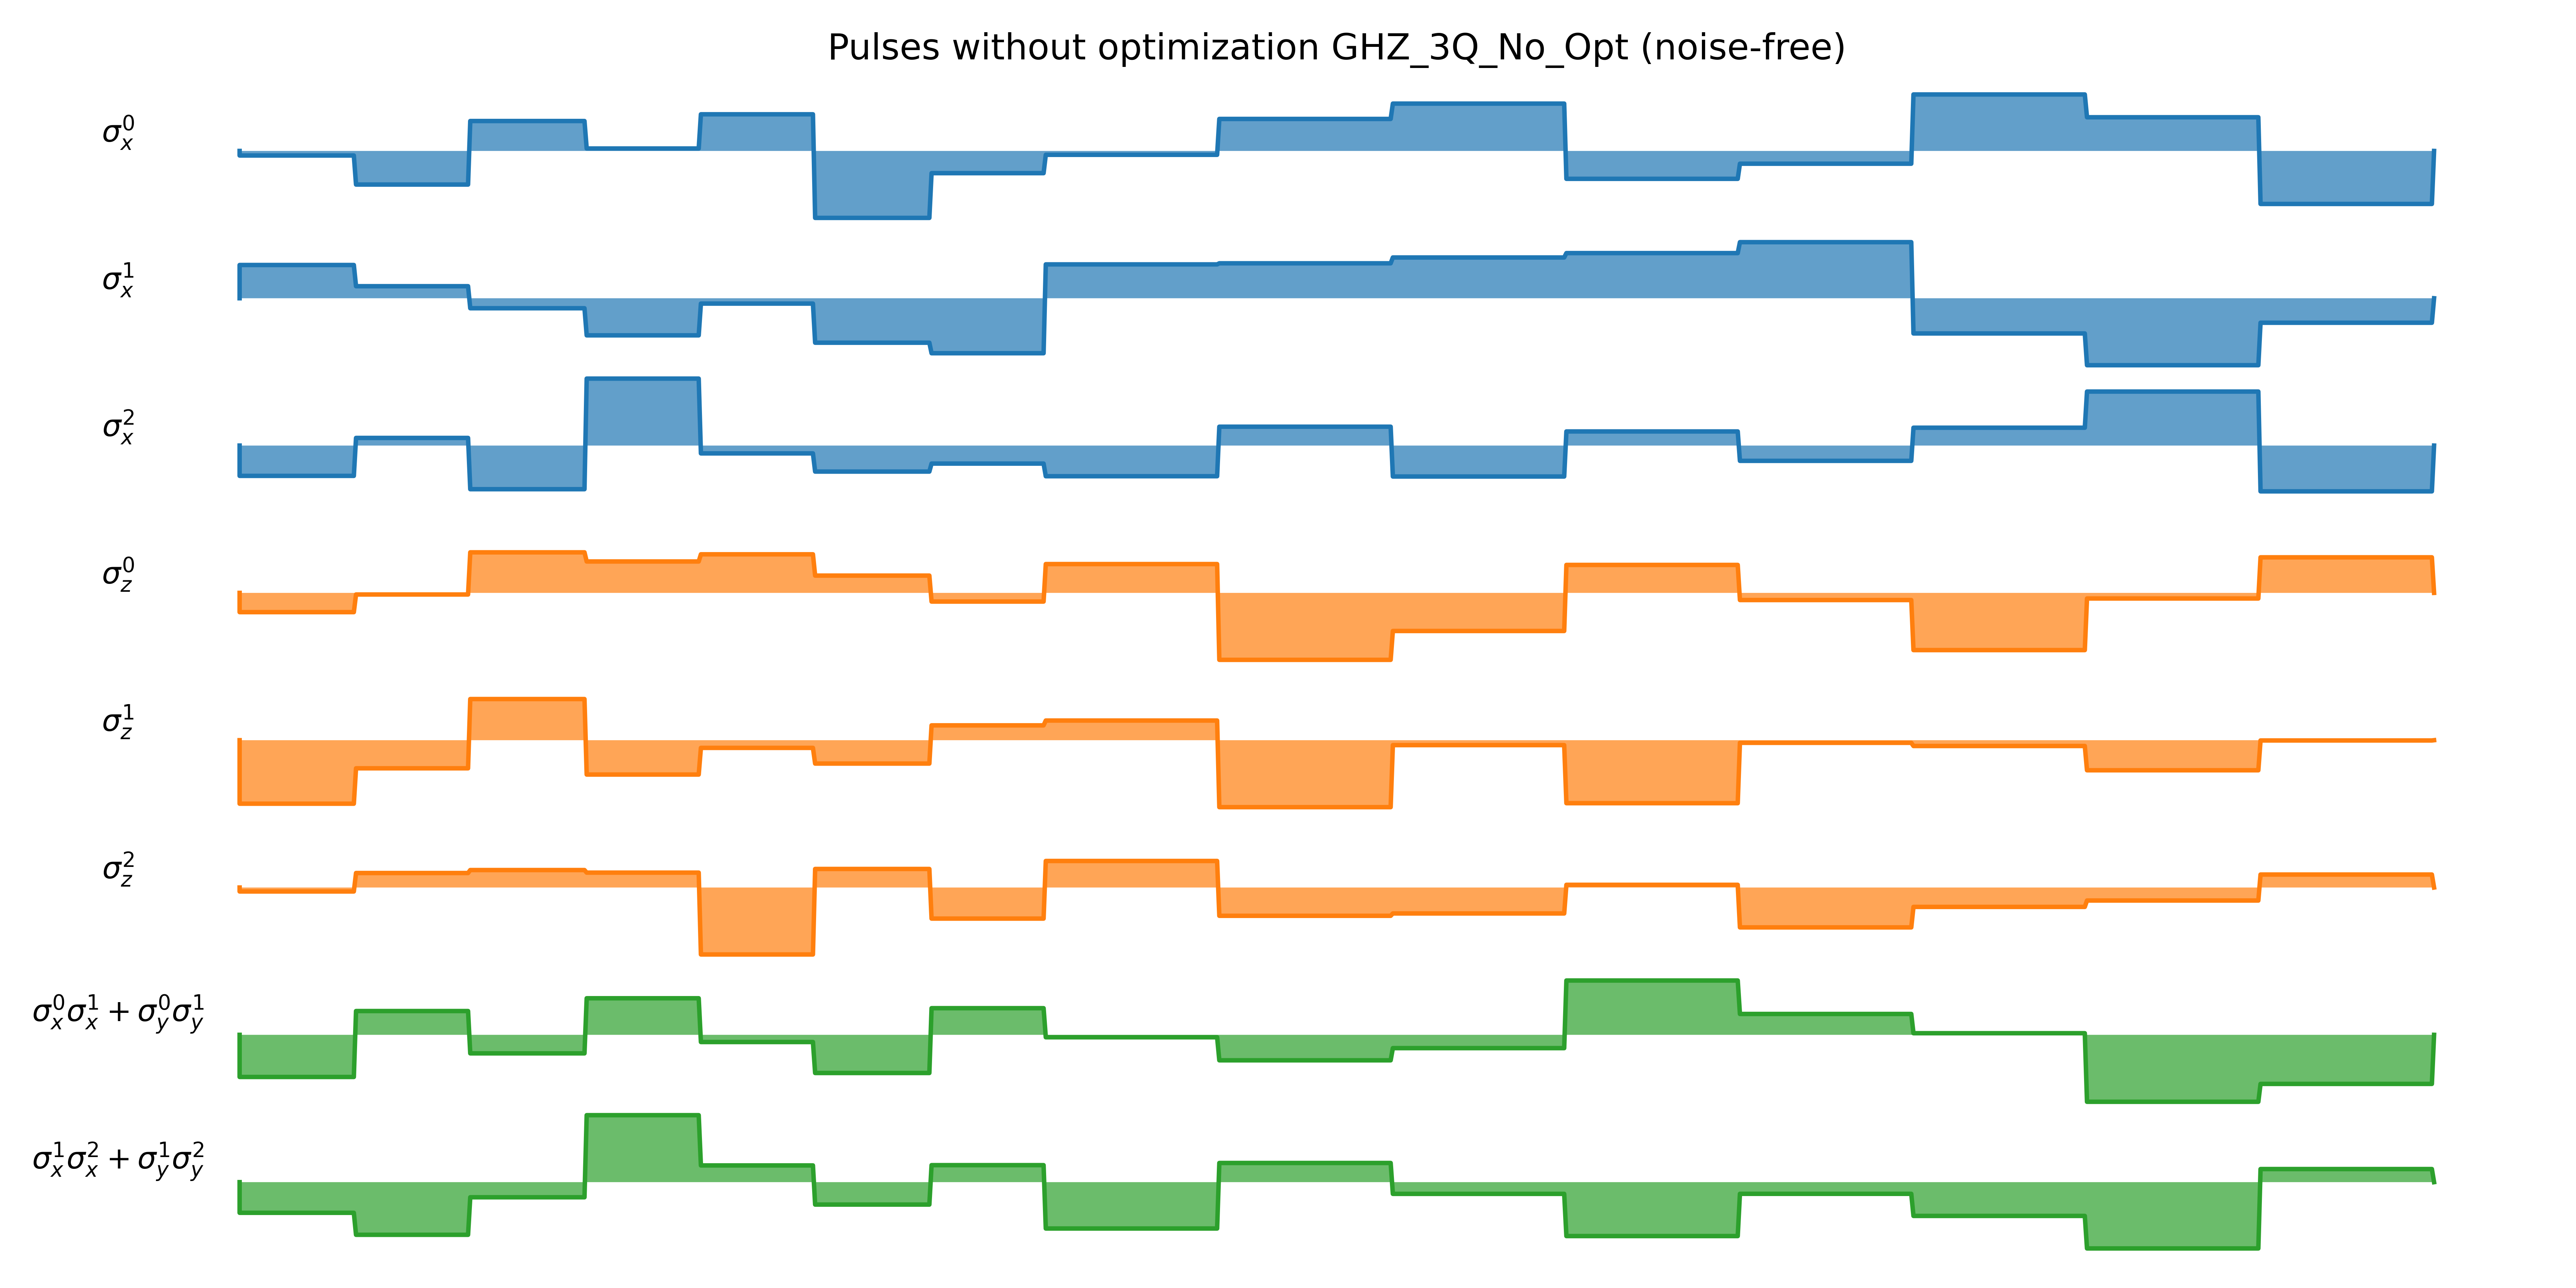 Pulses without optimization GHZ_3Q_No_Opt (noise-free)
σ_x^0
σ_x^1
σ_x^2
σ_z^0
σ_z^1
σ_z^2
σ_x^0σ_x^1 + σ_y^0σ_y^1
σ_x^1σ_x^2 + σ_y^1σ_y^2